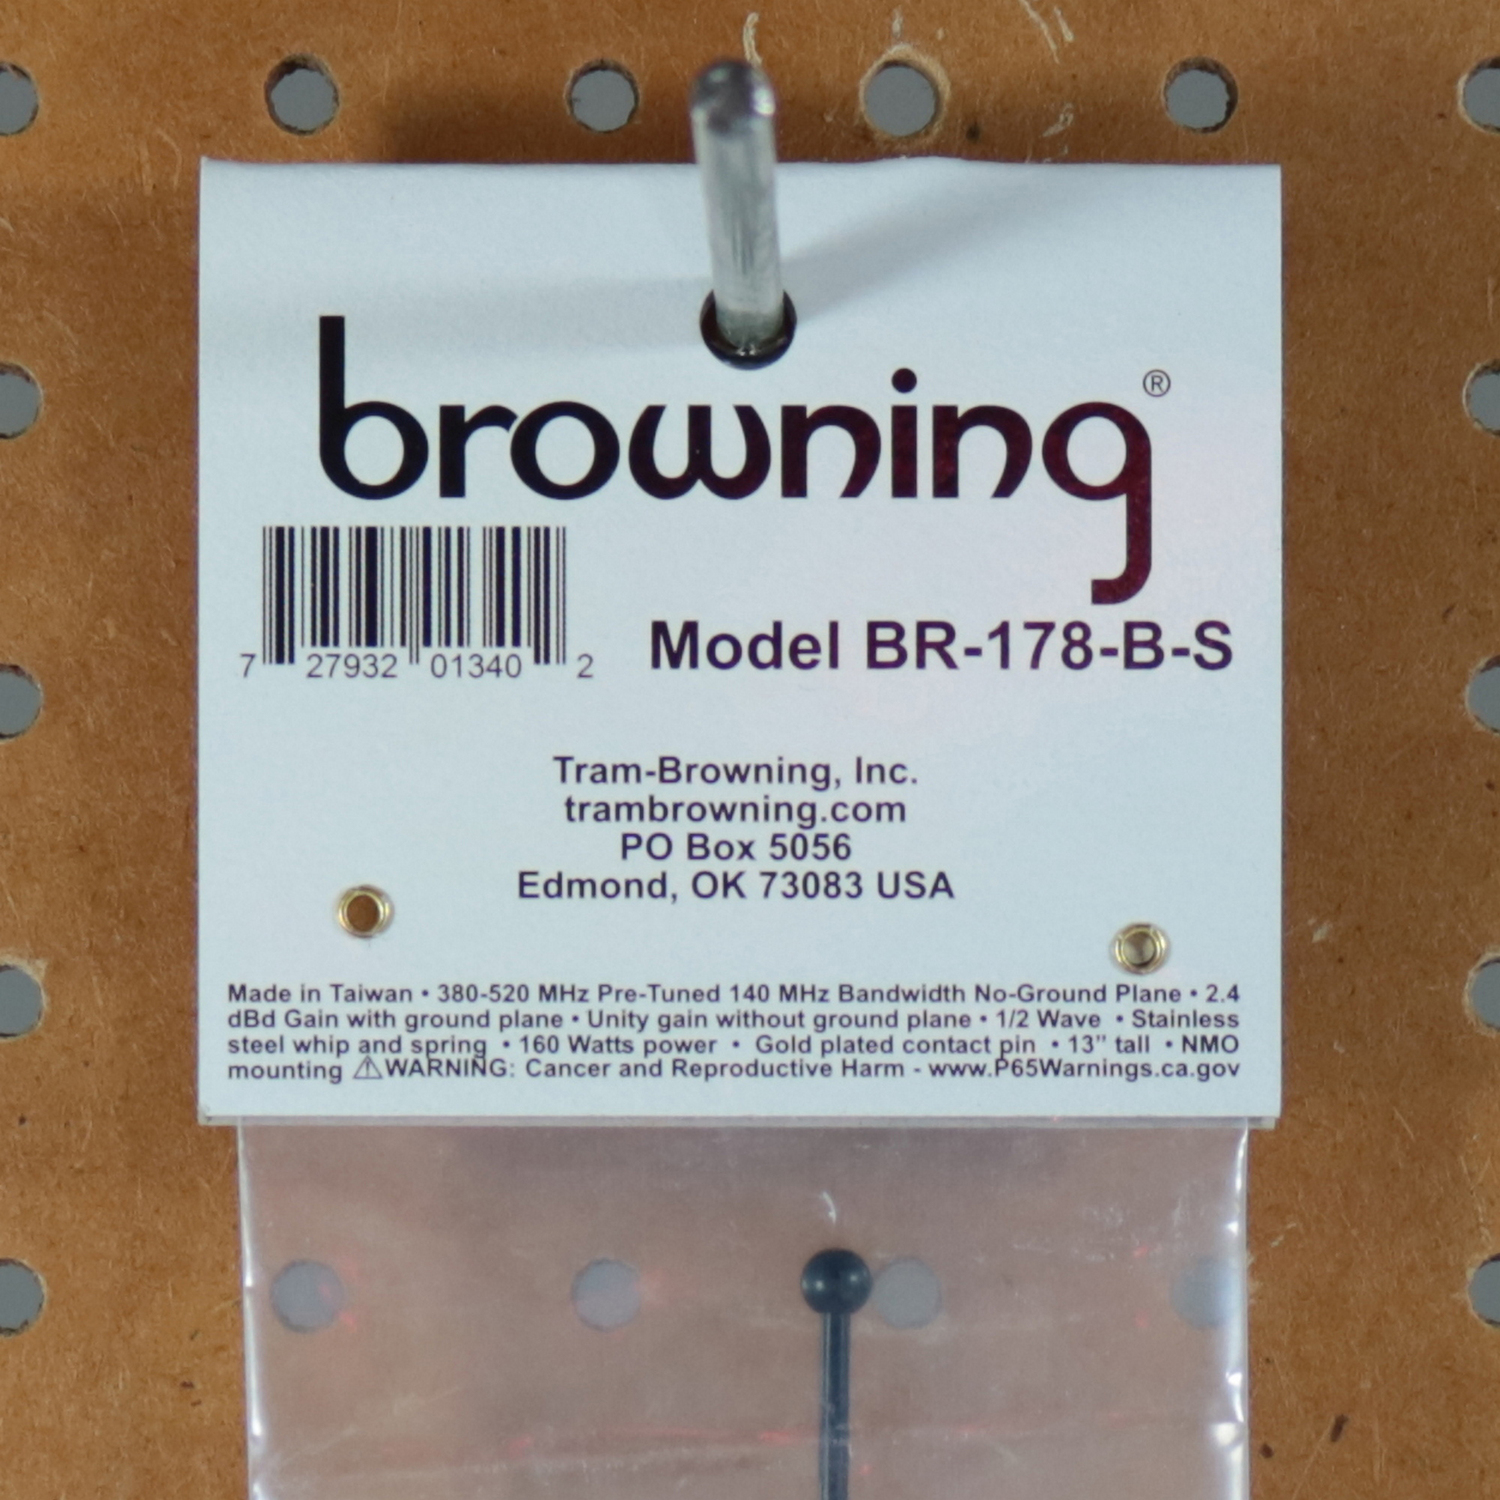 browning®
7 27932 01340 2
Model BR-178-B-S
Tram-Browning, Inc.
trambrowning.com
PO Box 5056
Edmond, OK 73083 USA
Made in Taiwan • 380-520 MHz Pre-Tuned 140 MHz Bandwidth No-Ground Plane • 2.4
dBd Gain with ground plane • Unity gain without ground plane • 1/2 Wave • Stainless
steel whip and spring • 160 Watts power • Gold plated contact pin • 13" tall • NMO
mounting ⚠WARNING: Cancer and Reproductive Harm - www.P65Warnings.ca.gov